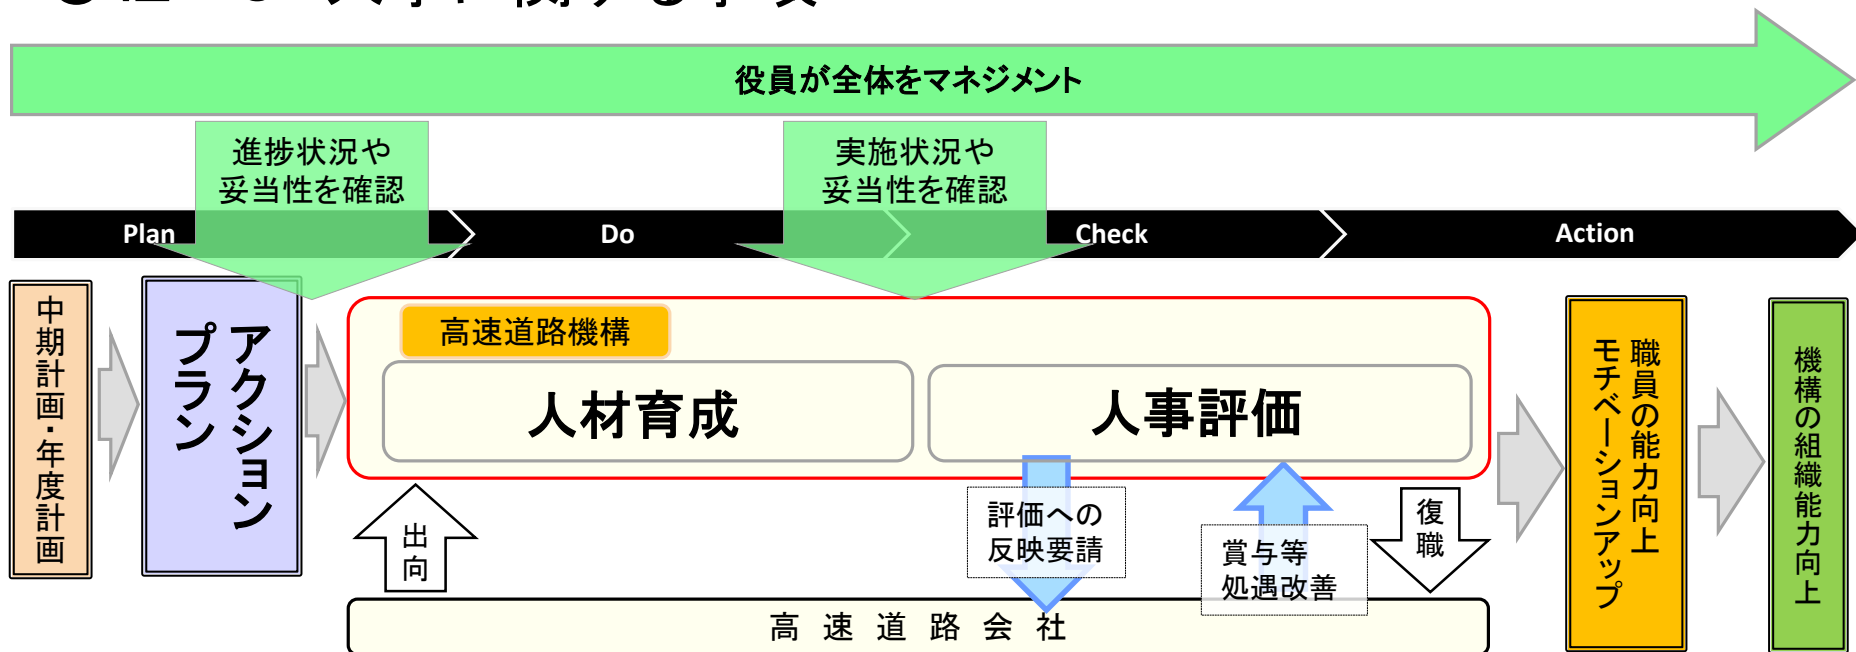 役員が全体をマネジメント
進捗状況や
妥当性を確認
実施状況や
妥当性を確認
Plan
Do
Check
Action
中期計画・年度計画
アクション
プラン
高速道路機構
人材育成
人事評価
職員の能力向上
モチベーションアップ
機構の組織能力向上
出向
評価への
反映要請
賞与等
処遇改善
復職
高速道路会社